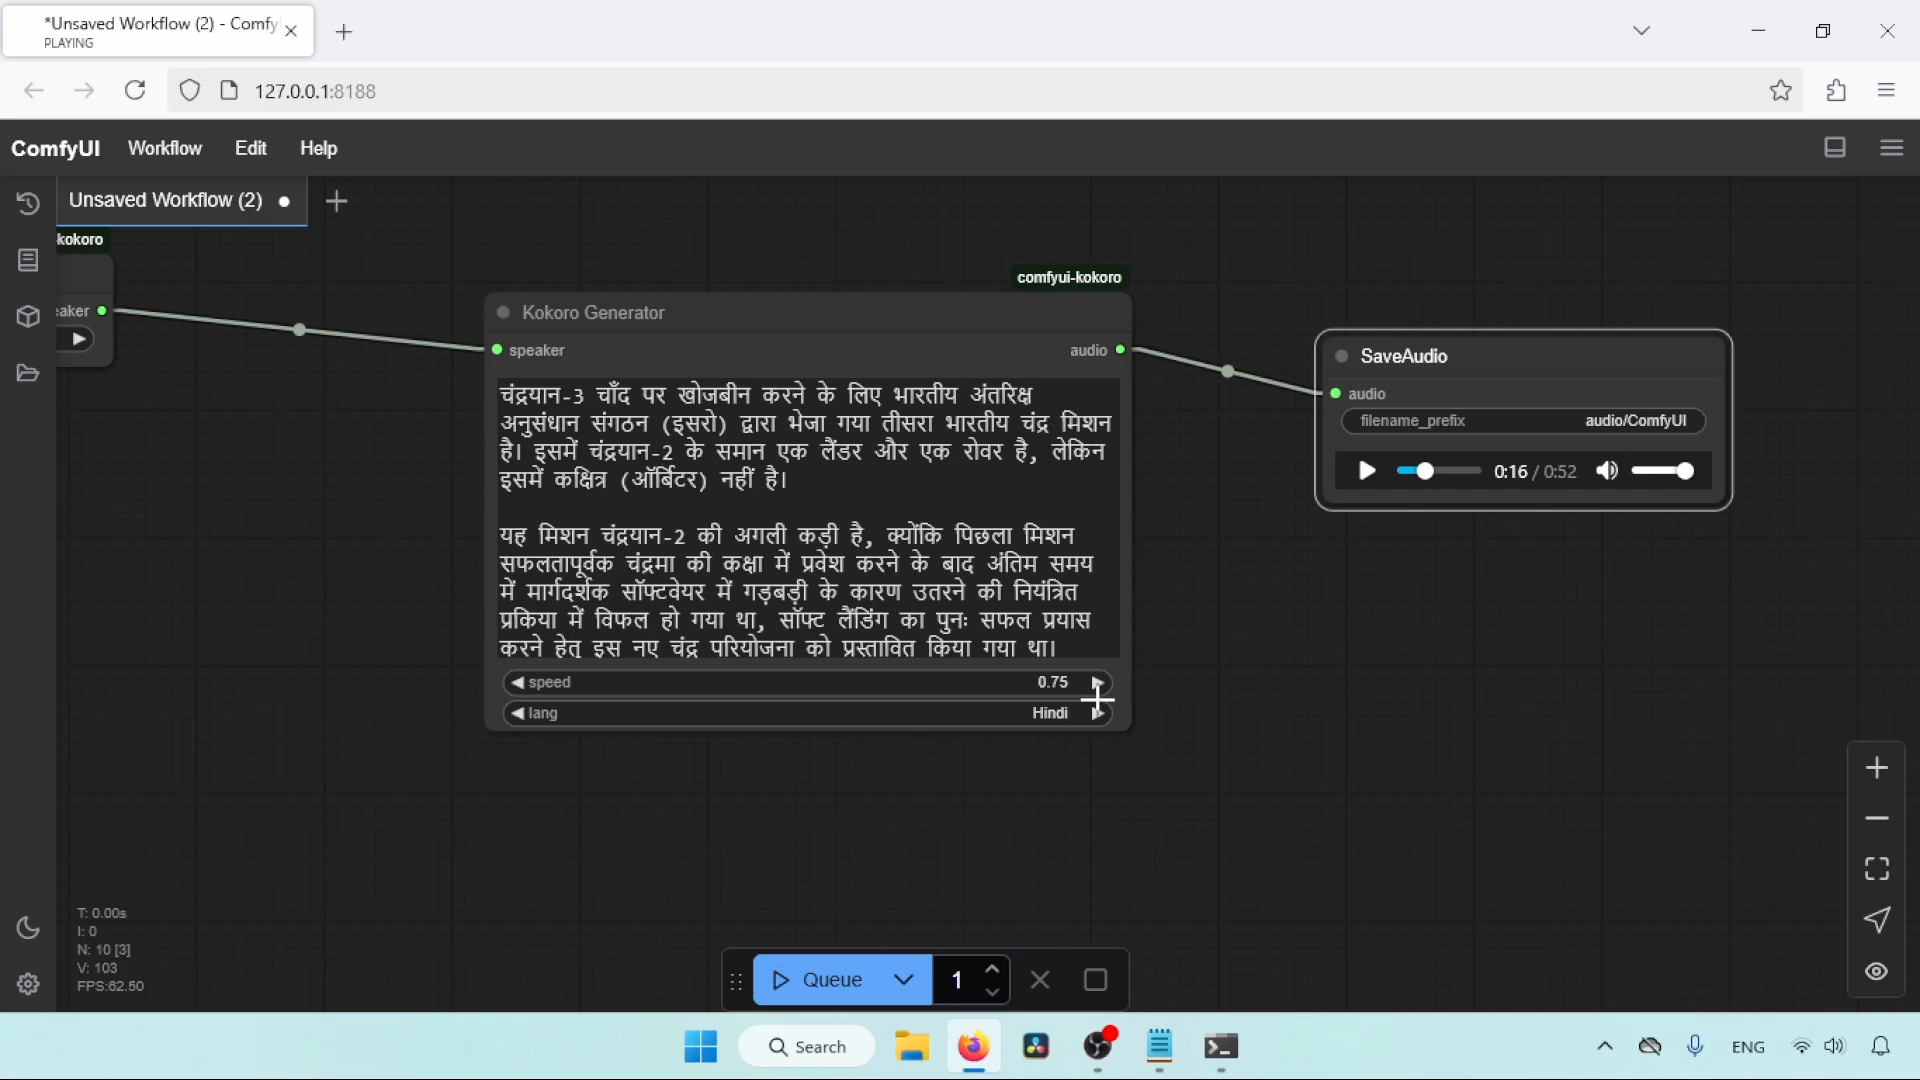 *Unsaved Workflow (2) - Comfy
PLAYING
127.0.0.1:8188
ComfyUI Workflow Edit Help
Unsaved Workflow (2)
kokoro
comfyui-kokoro
eaker
Kokoro Generator
speaker audio
चंद्रयान-3 चाँद पर खोजबीन करने के लिए भारतीय अंतरिक्ष
अनुसंधान संगठन (इसरो) द्वारा भेजा गया तीसरा भारतीय चंद्र मिशन
है। इसमें चंद्रयान-2 के समान एक लैंडर और एक रोवर है, लेकिन
इसमें कक्षित्र (ऑर्बिटर) नहीं है।
यह मिशन चंद्रयान-2 की अगली कड़ी है, क्योंकि पिछला मिशन
सफलतापूर्वक चंद्रमा की कक्षा में प्रवेश करने के बाद अंतिम समय
में मार्गदर्शक सॉफ्टवेयर में गड़बड़ी के कारण उतरने की नियंत्रित
प्रकिया में विफल हो गया था, सॉफ्ट लैंडिंग का पुनः सफल प्रयास
करने हेतु इस नए चंद्र परियोजना को प्रस्तावित किया गया था।
speed 0.75
lang Hindi
SaveAudio
audio
filename_prefix audio/ComfyUI
0:16 / 0:52
T: 0.00s
I: 0
N: 10 [3]
V: 103
FPS:62.50
Queue 1
Search
ENG